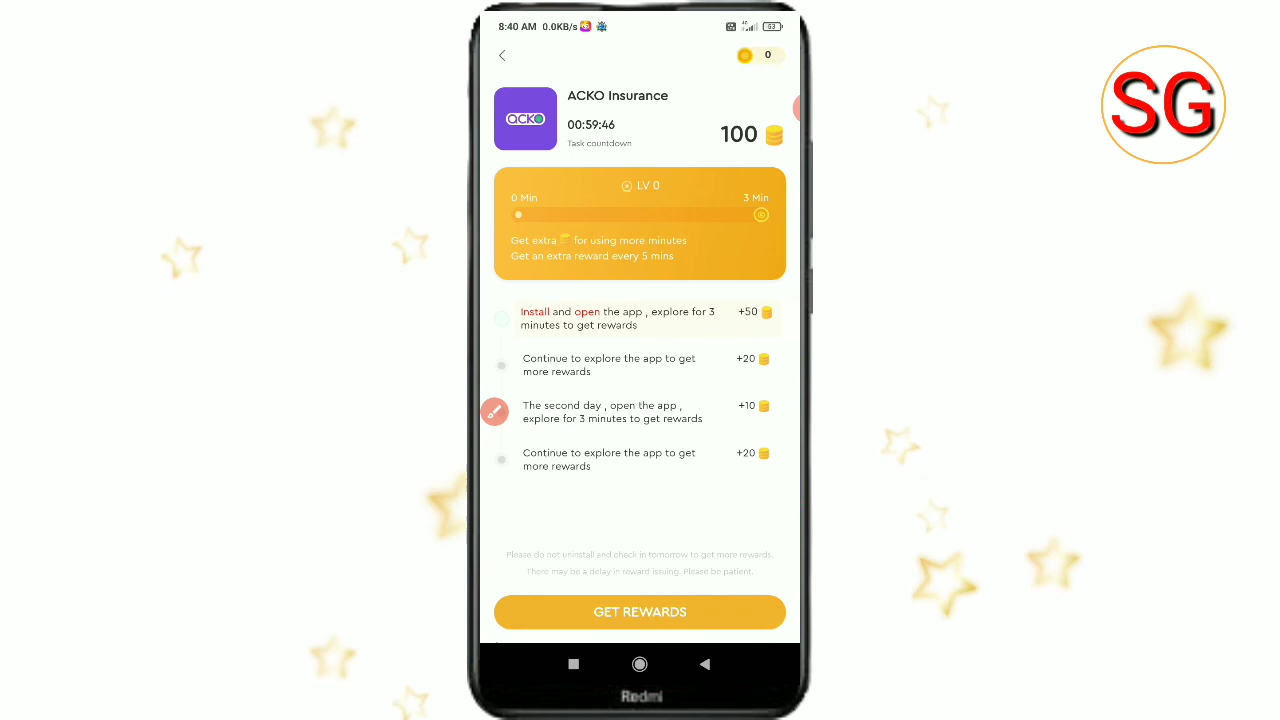 8:40 AM 0.0KB/s 4G 53
0
SG
acko
ACKO Insurance
00:59:46
Task countdown
100
LV 0
0 Min 3 Min
Get extra for using more minutes
Get an extra reward every 5 mins
Install and open the app , explore for 3 +50
minutes to get rewards
Continue to explore the app to get +20
more rewards
The second day , open the app , +10
explore for 3 minutes to get rewards
Continue to explore the app to get +20
more rewards
Please do not uninstall and check in tomorrow to get more rewards.
There may be a delay in reward issuing. Please be patient.
GET REWARDS
Redmi